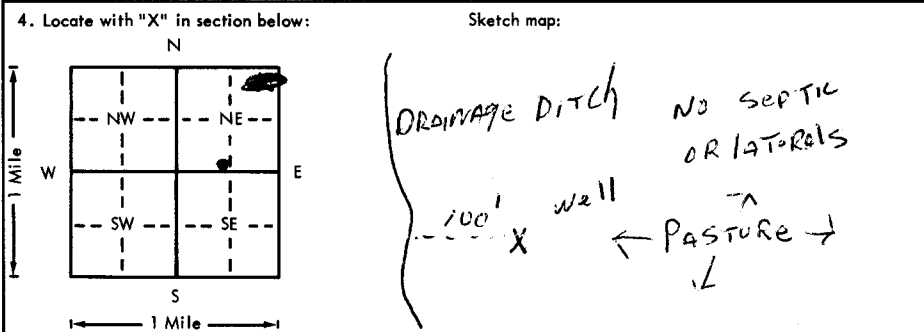 4. Locate with "X" in section below:
Sketch map:
N
NW
NE
W
E
SW
SE
S
1 Mile
1 Mile
DRAINAGE DITCh
NO SEPTIC
OR lATORAlS
100'
well
X
PASTURe